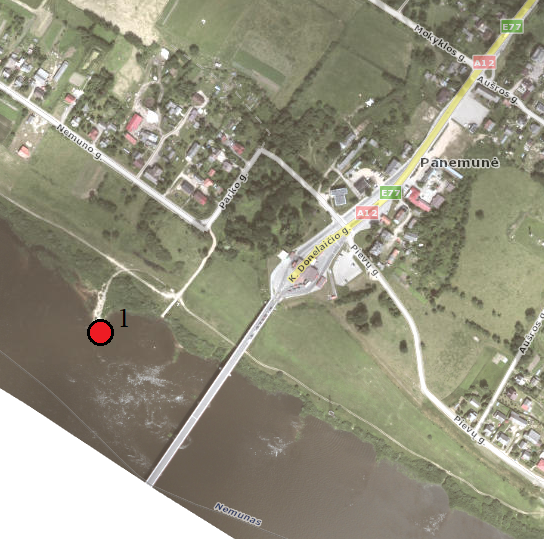 E77
Mokyklos g.
A12
Aušros g.
Nemuno g.
Panemunė
Parko g.
E77
A12
K. Donelaičio g.
Pievų g.
1
Aušros g.
Pievų g.
Nemunas